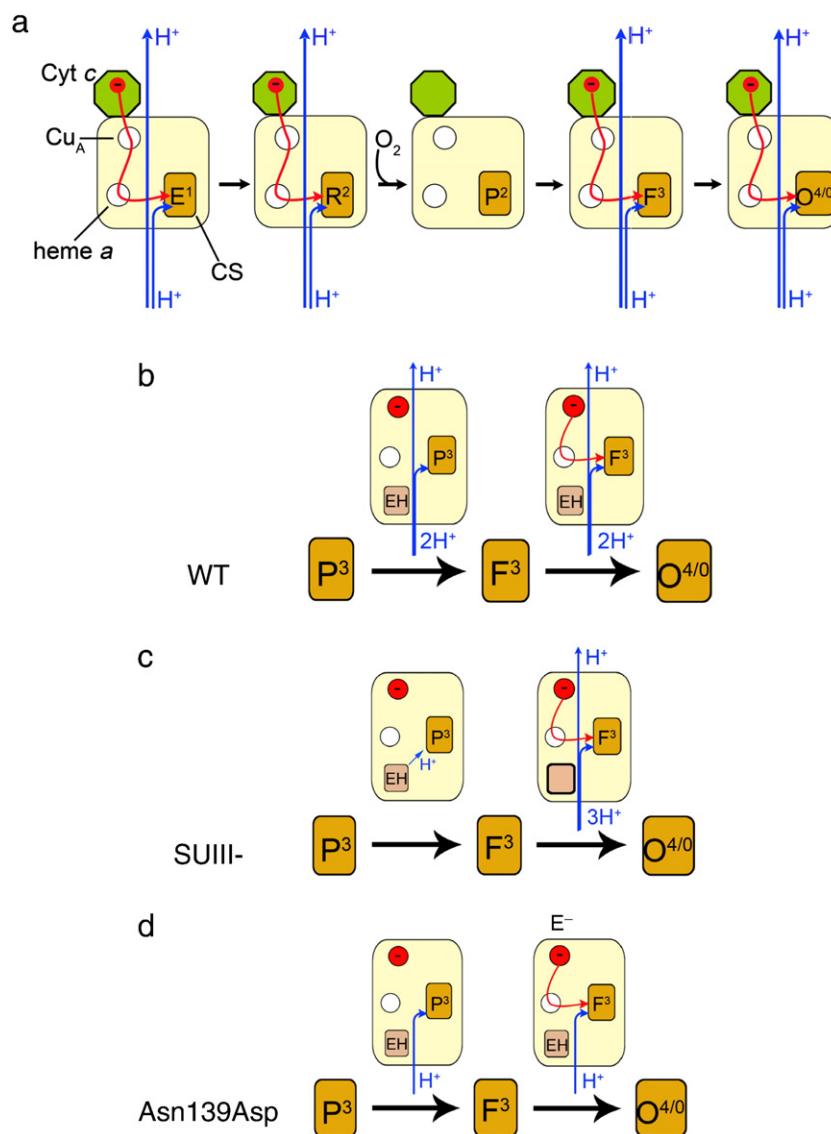 a
H⁺ H⁺ H⁺ H⁺
Cyt c - - - -
Cu_A O₂
E¹ R² P² F³ O⁴/⁰
heme a CS
H⁺ H⁺ H⁺ H⁺
b
H⁺ H⁺
- -
P³ F³
EH EH
2H⁺ 2H⁺
WT P³ F³ O⁴/⁰
c
H⁺
- -
P³ F³
EH H⁺
3H⁺
SUIII- P³ F³ O⁴/⁰
d
E⁻
- -
P³ F³
EH EH
H⁺ H⁺
Asn139Asp P³ F³ O⁴/⁰